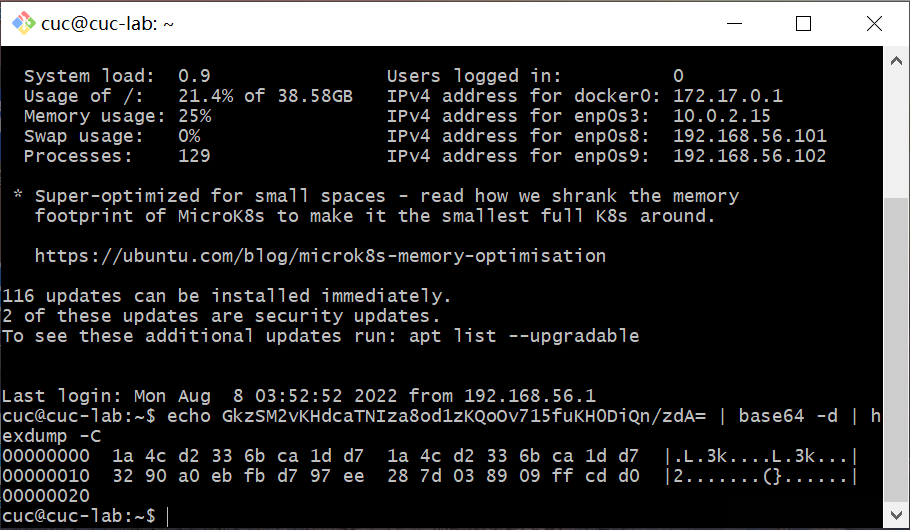 cuc@cuc-lab: ~
System load:  0.9                Users logged in:          0
Usage of /:   21.4% of 38.58GB   IPv4 address for docker0: 172.17.0.1
Memory usage: 25%                IPv4 address for enp0s3:  10.0.2.15
Swap usage:   0%                 IPv4 address for enp0s8:  192.168.56.101
Processes:    129                IPv4 address for enp0s9:  192.168.56.102
* Super-optimized for small spaces - read how we shrank the memory
footprint of MicroK8s to make it the smallest full K8s around.
https://ubuntu.com/blog/microk8s-memory-optimisation
116 updates can be installed immediately.
2 of these updates are security updates.
To see these additional updates run: apt list --upgradable
Last login: Mon Aug  8 03:52:52 2022 from 192.168.56.1
cuc@cuc-lab:~$ echo GkzSM2vKHdcaTNIza8od1zKQoOv715fuKHODiQn/zdA= | base64 -d | h
exdump -C
00000000  1a 4c d2 33 6b ca 1d d7  1a 4c d2 33 6b ca 1d d7  |.L.3k....L.3k...|
00000010  32 90 a0 eb fb d7 97 ee  28 7d 03 89 09 ff cd d0  |2.......(}......|
00000020
cuc@cuc-lab:~$